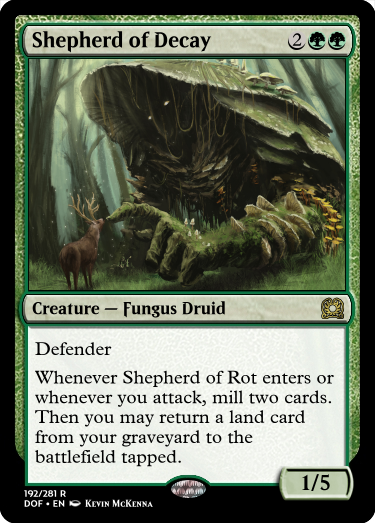 Shepherd of Decay 2
Creature — Fungus Druid
Defender
Whenever Shepherd of Rot enters or
whenever you attack, mill two cards.
Then you may return a land card
from your graveyard to the
battlefield tapped.
1/5
192/281 R
DOF • EN Kevin McKenna